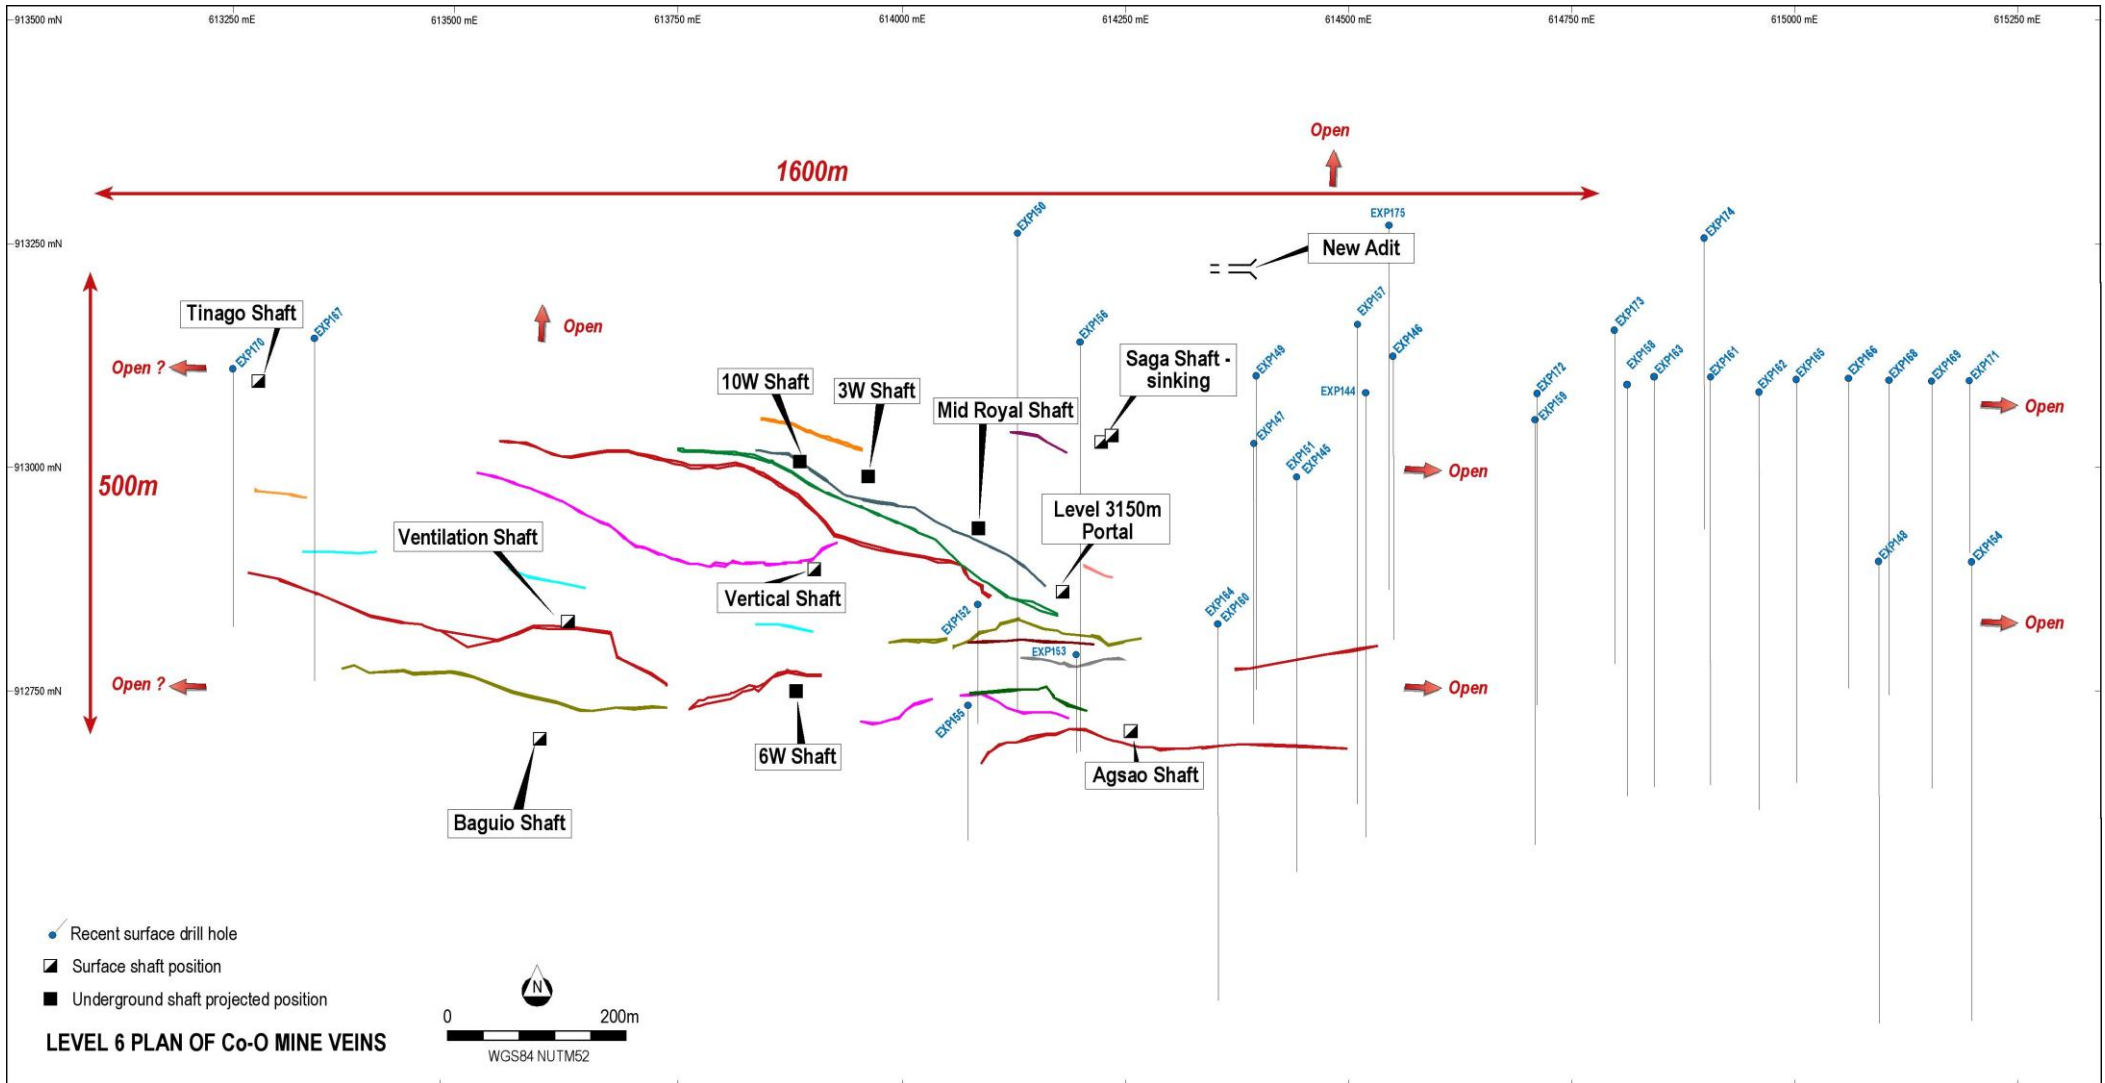 613250 mE
613500 mE
613750 mE
614000 mE
614250 mE
614500 mE
614750 mE
615000 mE
615250 mE
913500 mN
Open
1600m
EXP150
EXP175
EXP174
913250 mN
New Adit
Tinago Shaft
EXP167
Open
EXP156
EXP157
EXP146
EXP173
EXP170
Open ?
Saga Shaft -
sinking
EXP149
EXP144
EXP172
EXP159
EXP158
EXP163
EXP161
EXP162
EXP165
EXP166
EXP168
EXP169
EXP171
Open
10W Shaft
3W Shaft
Mid Royal Shaft
EXP147
EXP151
EXP145
913000 mN
Open
500m
Level 3150m
Portal
Ventilation Shaft
EXP148
EXP154
Vertical Shaft
EXP152
EXP164
EXP160
Open
EXP153
Open ?
912750 mN
Open
EXP155
6W Shaft
Agsao Shaft
Baguio Shaft
Recent surface drill hole
Surface shaft position
Underground shaft projected position
N
0 200m
LEVEL 6 PLAN OF Co-O MINE VEINS
WGS84 NUTM52